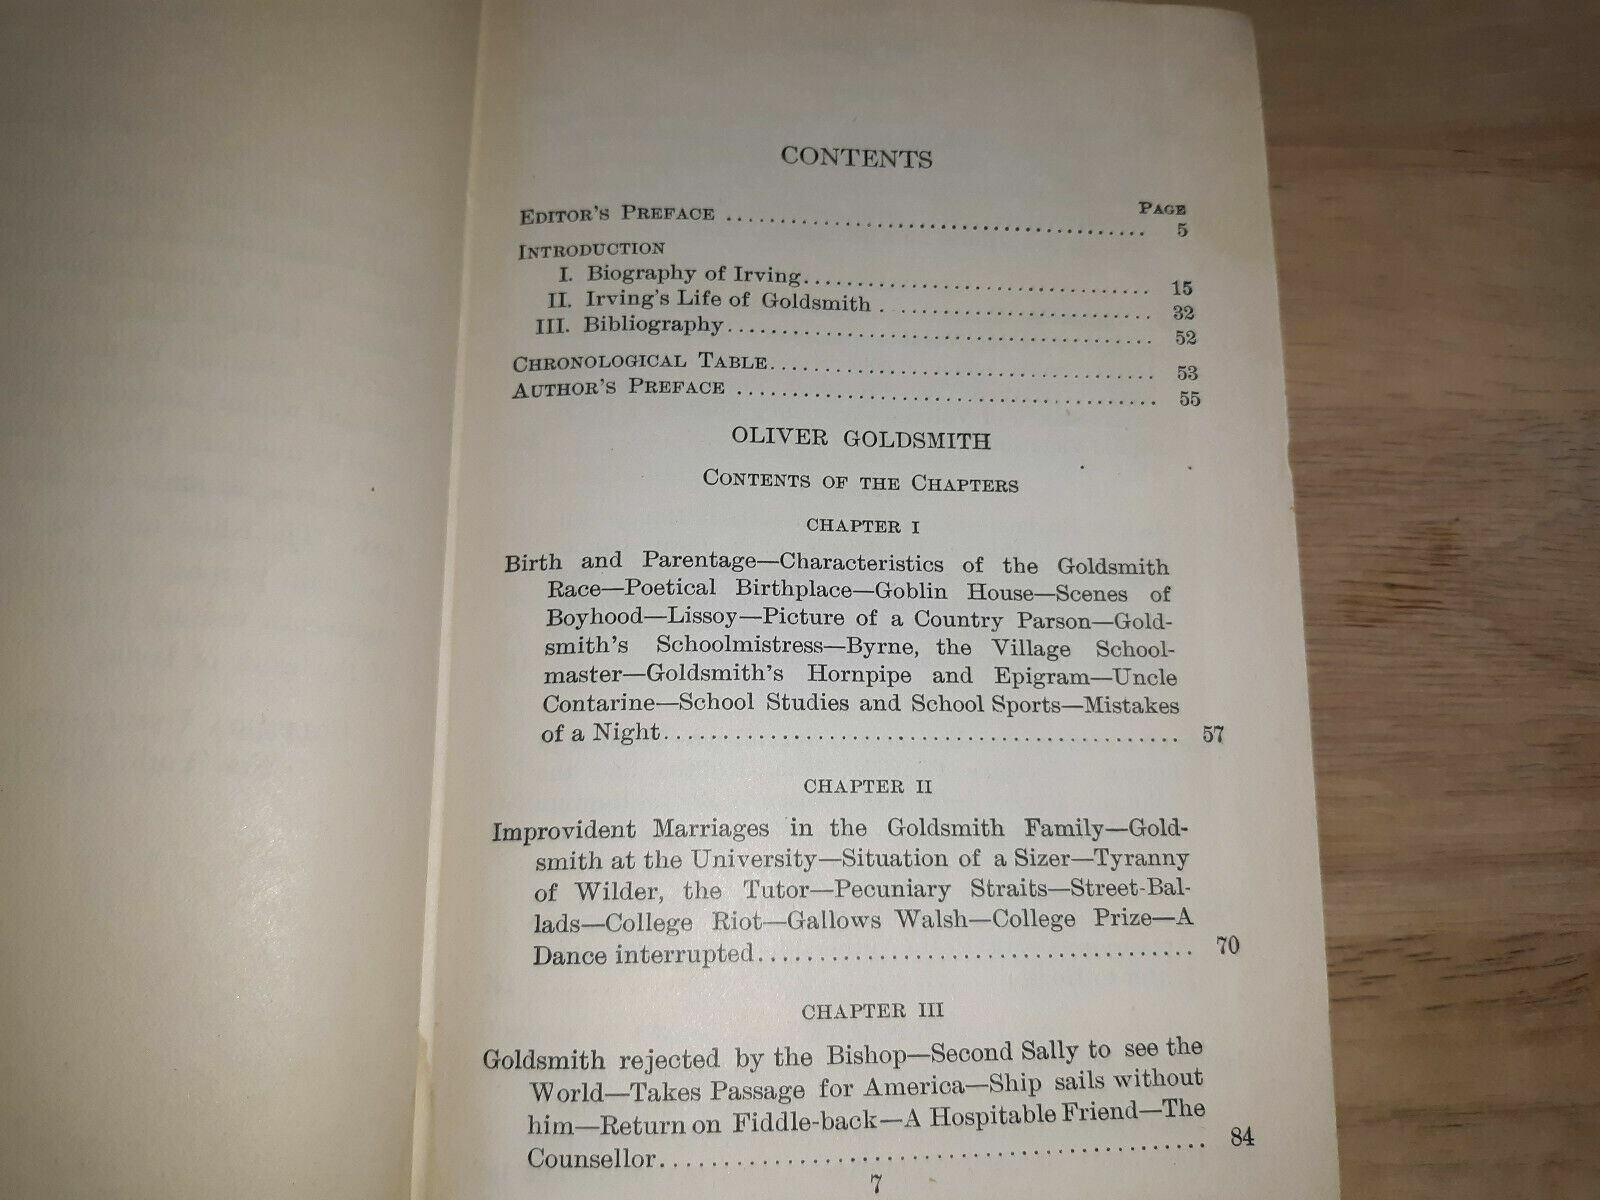 CONTENTS
PAGE
EDITOR'S PREFACE ........................................ 5
INTRODUCTION
I. Biography of Irving................................. 15
II. Irving's Life of Goldsmith .......................... 32
III. Bibliography........................................ 52
CHRONOLOGICAL TABLE..................................... 53
AUTHOR'S PREFACE ........................................ 55
OLIVER GOLDSMITH
CONTENTS OF THE CHAPTERS
CHAPTER I
Birth and Parentage—Characteristics of the Goldsmith
Race—Poetical Birthplace—Goblin House—Scenes of
Boyhood—Lissoy—Picture of a Country Parson—Gold-
smith's Schoolmistress—Byrne, the Village School-
master—Goldsmith's Hornpipe and Epigram—Uncle
Contarine—School Studies and School Sports—Mistakes
of a Night............................................ 57
CHAPTER II
Improvident Marriages in the Goldsmith Family—Gold-
smith at the University—Situation of a Sizer—Tyranny
of Wilder, the Tutor—Pecuniary Straits—Street-Bal-
lads—College Riot—Gallows Walsh—College Prize—A
Dance interrupted.................................... 70
CHAPTER III
Goldsmith rejected by the Bishop—Second Sally to see the
World—Takes Passage for America—Ship sails without
him—Return on Fiddle-back—A Hospitable Friend—The
Counsellor............................................. 84
7